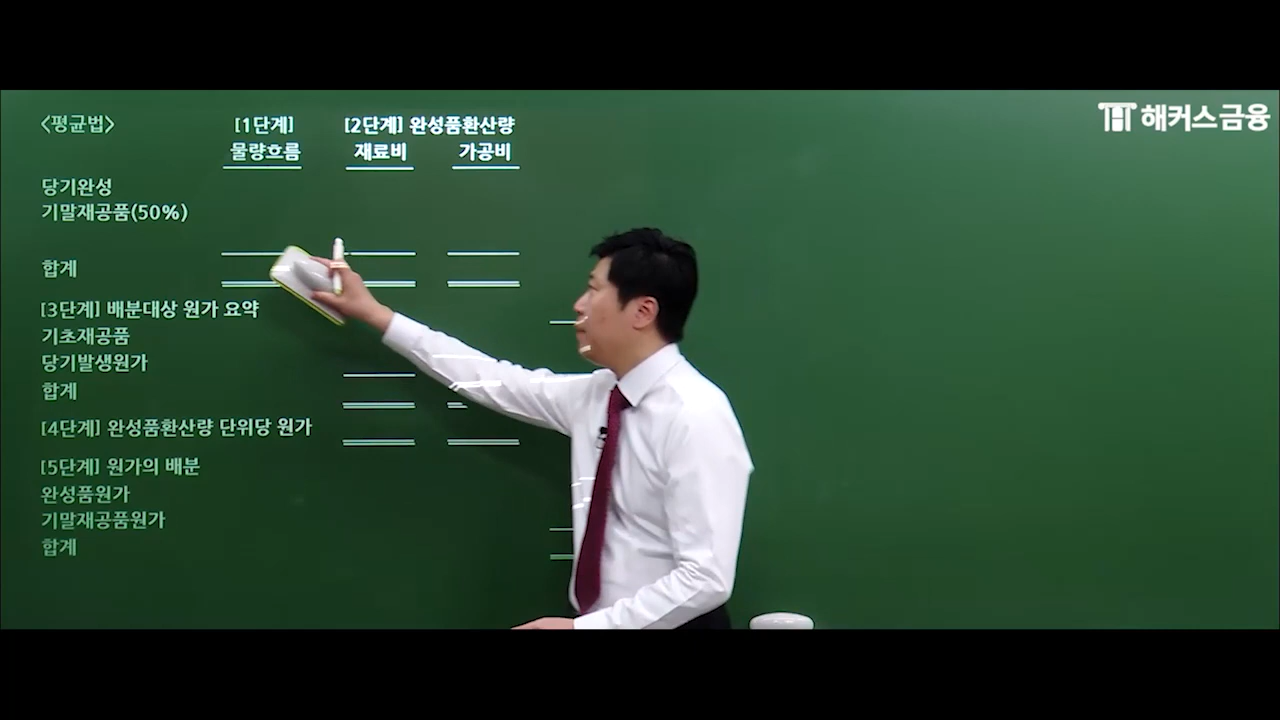 <평균법>
[1단계]
물량흐름
[2단계] 완성품환산량
재료비
가공비
당기완성
기말재공품(50%)
합계
[3단계] 배분대상 원가 요약
기초재공품
당기발생원가
합계
[4단계] 완성품환산량 단위당 원가
[5단계] 원가의 배분
완성품원가
기말재공품원가
합계
해커스금융